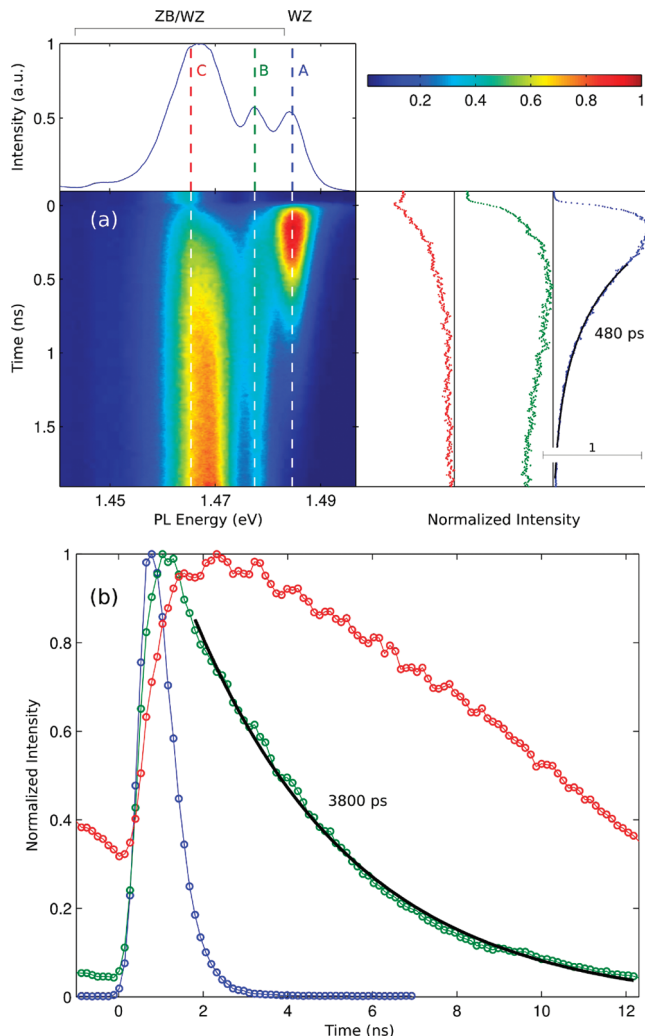 ZB/WZ WZ
C B A
1
0.5
Intensity (a.u.)
0.2 0.4 0.6 0.8 1
(a)
0
0.5
1
1.5
Time (ns)
480 ps
1
1.45 1.47 1.49
PL Energy (eV) Normalized Intensity
(b)
1
0.8
0.6
0.4
0.2
0
Normalized Intensity
3800 ps
0 2 4 6 8 10 12
Time (ns)